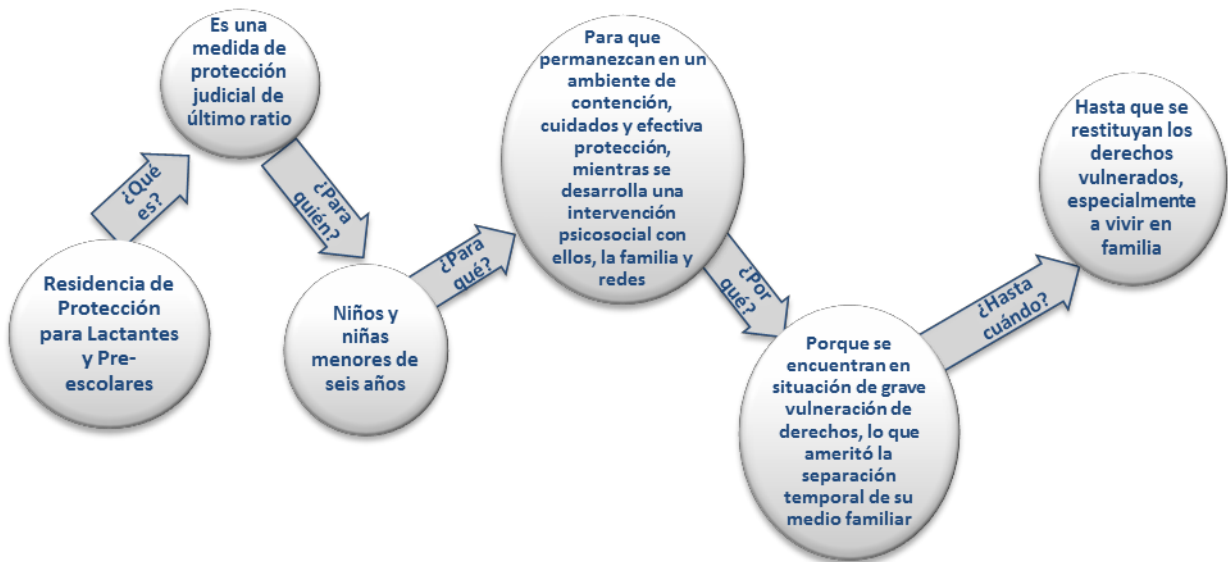 Residencia de
Protección
para Lactantes
y Pre-
escolares
¿Qué
es?
Es una
medida de
protección
judicial de
último ratio
¿Para
quién?
Niños y
niñas
menores de
seis años
¿Para
qué?
Para que
permanezcan en un
ambiente de
contención,
cuidados y efectiva
protección,
mientras se
desarrolla una
intervención
psicosocial con
ellos, la familia y
redes
¿Por
qué?
Porque se
encuentran en
situación de grave
vulneración de
derechos, lo que
ameritó la
separación
temporal de su
medio familiar
¿Hasta
cuándo?
Hasta que se
restituyan los
derechos
vulnerados,
especialmente
a vivir en
familia